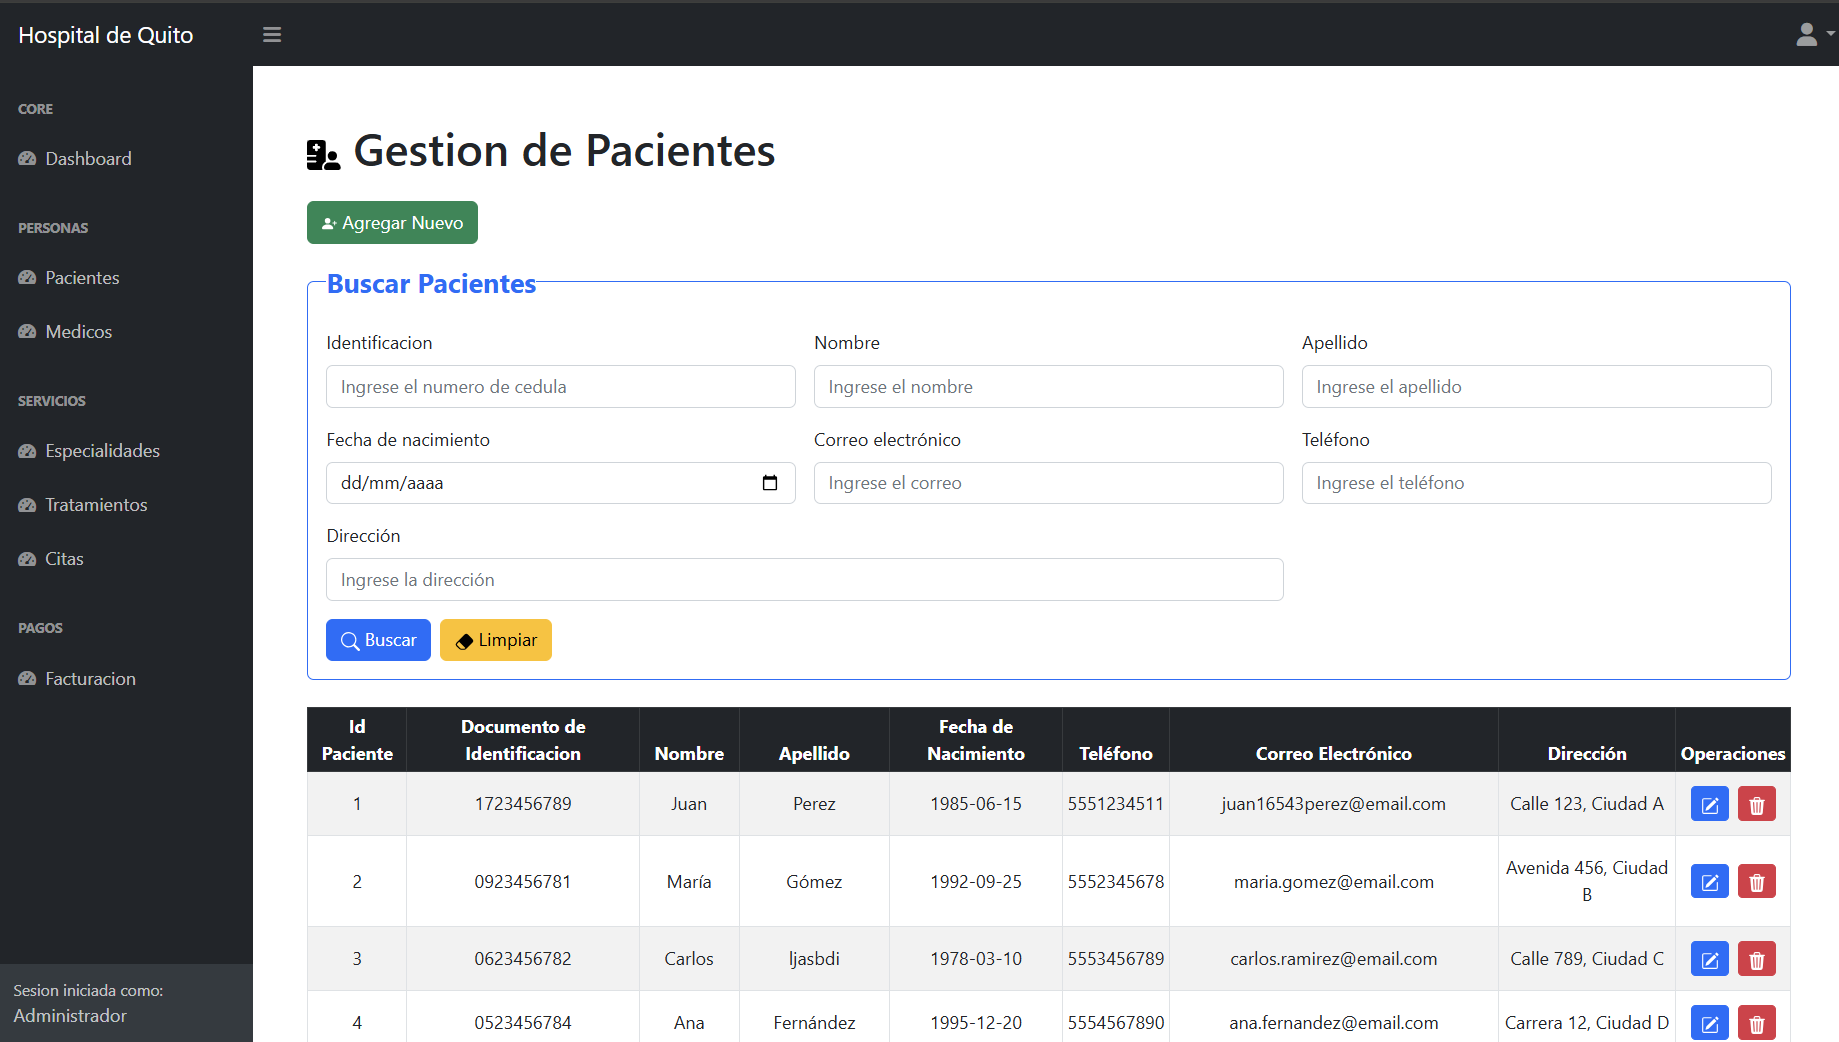 Hospital de Quito
CORE
Dashboard
PERSONAS
Pacientes
Medicos
SERVICIOS
Especialidades
Tratamientos
Citas
PAGOS
Facturacion
Sesion iniciada como:
Administrador
Gestion de Pacientes
Agregar Nuevo
Buscar Pacientes
Identificacion Nombre Apellido
Ingrese el numero de cedula Ingrese el nombre Ingrese el apellido
Fecha de nacimiento Correo electrónico Teléfono
dd/mm/aaaa Ingrese el correo Ingrese el teléfono
Dirección
Ingrese la dirección
Buscar Limpiar
Id Paciente Documento de Identificacion Nombre Apellido Fecha de Nacimiento Teléfono Correo Electrónico Dirección Operaciones
1 1723456789 Juan Perez 1985-06-15 5551234511 juan16543perez@email.com Calle 123, Ciudad A
2 0923456781 María Gómez 1992-09-25 5552345678 maria.gomez@email.com Avenida 456, Ciudad B
3 0623456782 Carlos ljasbdi 1978-03-10 5553456789 carlos.ramirez@email.com Calle 789, Ciudad C
4 0523456784 Ana Fernández 1995-12-20 5554567890 ana.fernandez@email.com Carrera 12, Ciudad D